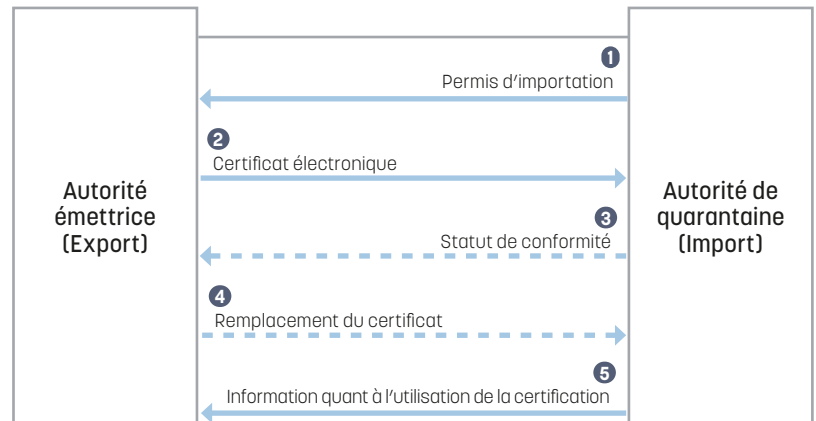 Autorité
émettrice
(Export)
1
Permis d'importation
2
Certificat électronique
3
Statut de conformité
4
Remplacement du certificat
5
Information quant à l'utilisation de la certification
Autorité de
quarantaine
(Import)